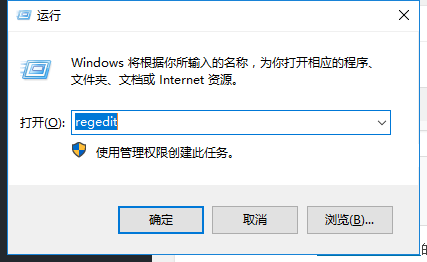 运行
Windows 将根据你所输入的名称，为你打开相应的程序、
文件夹、文档或 Internet 资源。
打开(O): regedit
使用管理权限创建此任务。
确定 取消 浏览(B)...
的